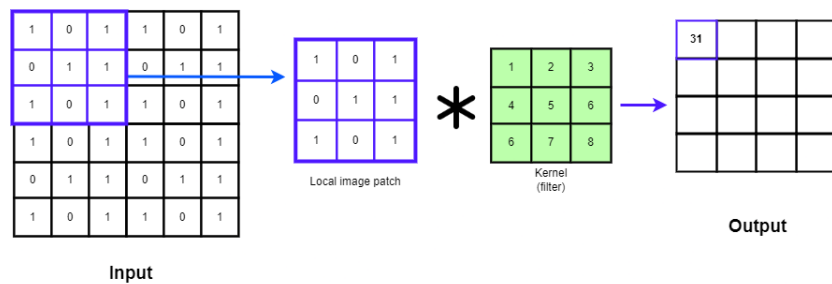 1 0 1 1 0 1
0 1 1 0 1 1
1 0 1 1 0 1
1 0 1 1 0 1
0 1 1 0 1 1
1 0 1 1 0 1
Input
1 0 1
0 1 1
1 0 1
Local image patch
*
1 2 3
4 5 6
6 7 8
Kernel
(filter)
31
Output